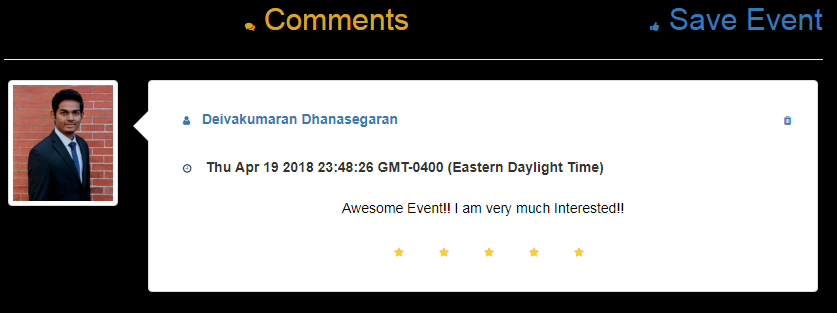 Comments
Save Event
Deivakumaran Dhanasegaran
Thu Apr 19 2018 23:48:26 GMT-0400 (Eastern Daylight Time)
Awesome Event!! I am very much Interested!!